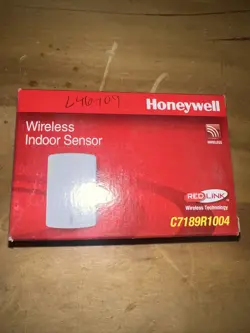 Honeywell
Wireless
Indoor Sensor
WIRELESS
REDLINK
Wireless Technology
C7189R1004